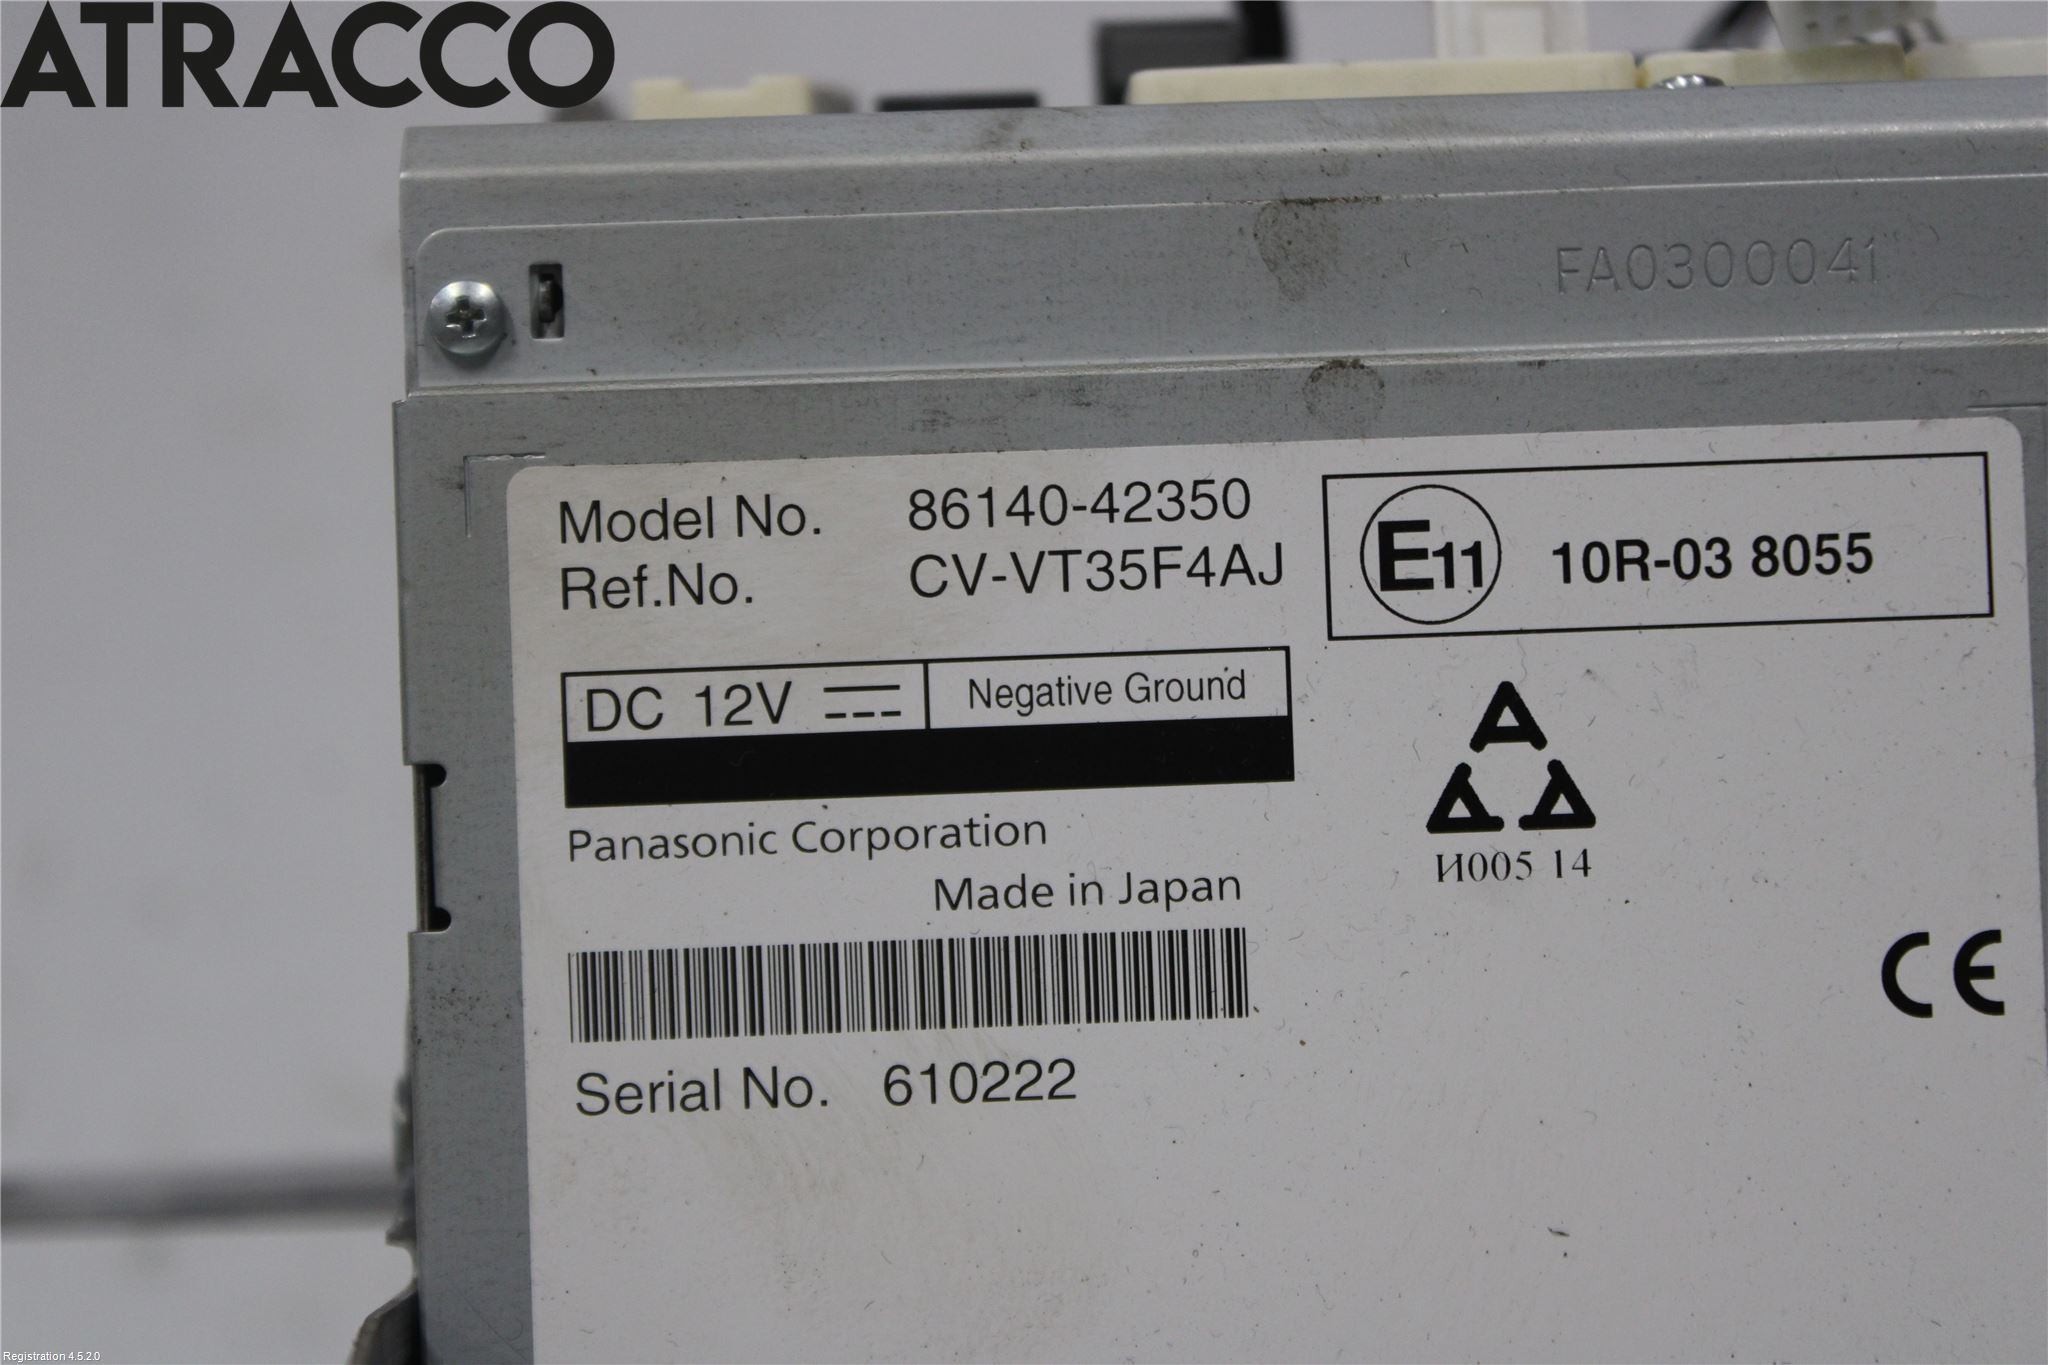 ATRACCO
FA0300041
Model No. 86140-42350
Ref.No. CV-VT35F4AJ
E11 10R-03 8055
DC 12V Negative Ground
Panasonic Corporation
Made in Japan
И005 14
CE
Serial No. 610222
Registration 4.5.2.0